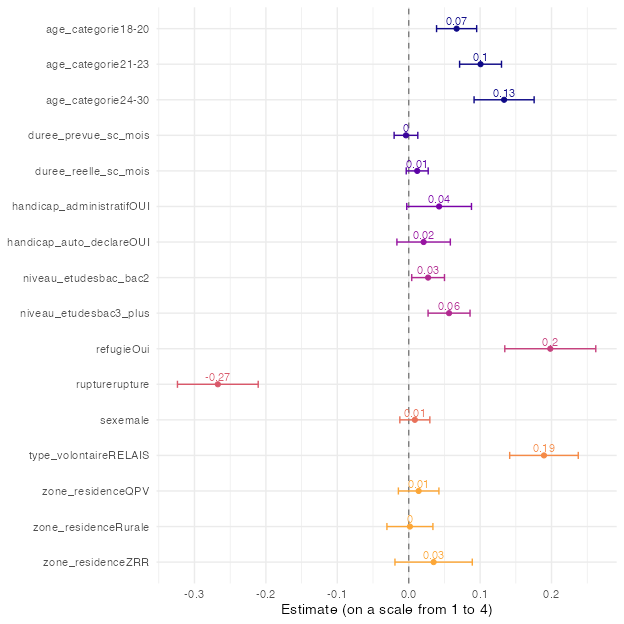 age_categorie18-20 0.07
age_categorie21-23 0.1
age_categorie24-30 0.13
duree_prevue_sc_mois 0
duree_reelle_sc_mois 0.01
handicap_administratifOUI 0.04
handicap_auto_declareOUI 0.02
niveau_etudesbac_bac2 0.03
niveau_etudesbac3_plus 0.06
refugieOui 0.2
rupturerupture -0.27
sexemale 0.01
type_volontaireRELAIS 0.19
zone_residenceQPV 0.01
zone_residenceRurale 0
zone_residenceZRR 0.03
-0.3 -0.2 -0.1 0.0 0.1 0.2
Estimate (on a scale from 1 to 4)